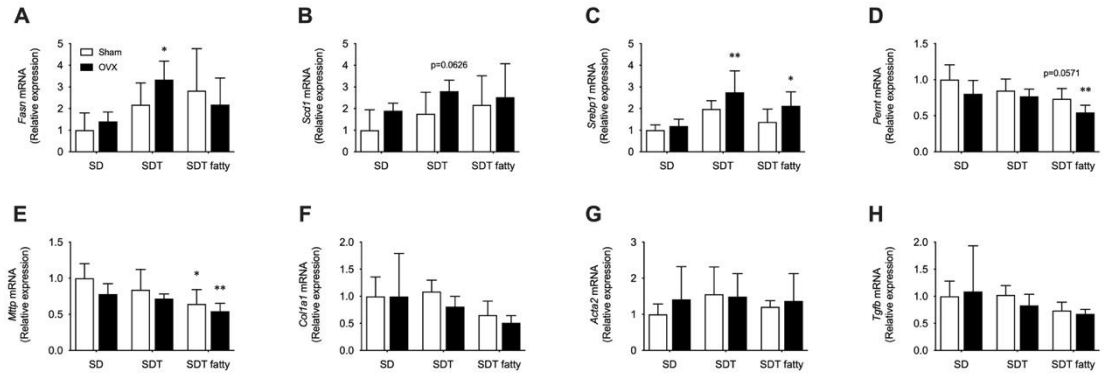 A
Fasn mRNA
(Relative expression)
5
4
3
2
1
0
Sham
OVX
*
SD
SDT
SDT fatty
B
Scd1 mRNA
(Relative expression)
5
4
3
2
1
0
p=0.0626
SD
SDT
SDT fatty
C
Srebp1 mRNA
(Relative expression)
5
4
3
2
1
0
**
*
SD
SDT
SDT fatty
D
Pemt mRNA
(Relative expression)
1.5
1.0
0.5
0.0
p=0.0571
**
SD
SDT
SDT fatty
E
Mttp mRNA
(Relative expression)
1.5
1.0
0.5
0.0
*
**
SD
SDT
SDT fatty
F
Col1a1 mRNA
(Relative expression)
2.0
1.5
1.0
0.5
0.0
SD
SDT
SDT fatty
G
Acta2 mRNA
(Relative expression)
3
2
1
0
SD
SDT
SDT fatty
H
Tgfb mRNA
(Relative expression)
2.0
1.5
1.0
0.5
0.0
SD
SDT
SDT fatty